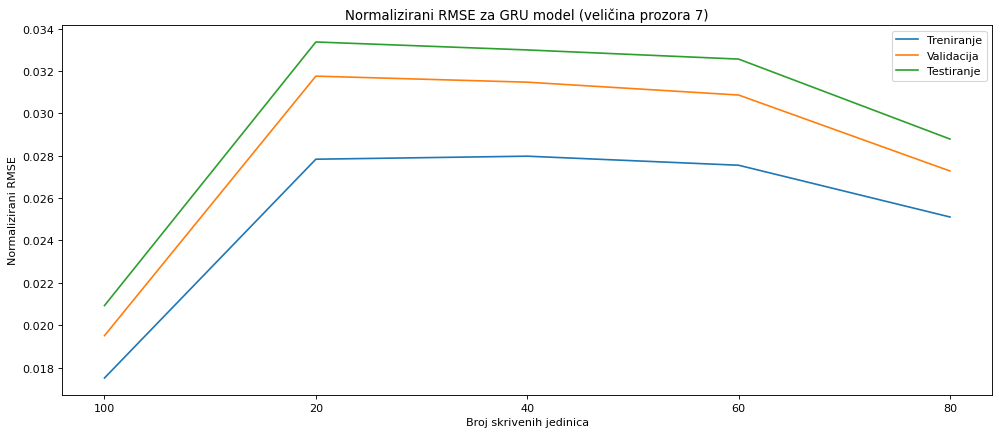 Normalizirani RMSE za GRU model (veličina prozora 7)
Treniranje
Validacija
Testiranje
Normalizirani RMSE
0.034
0.032
0.030
0.028
0.026
0.024
0.022
0.020
0.018
100 20 40 60 80
Broj skrivenih jedinica